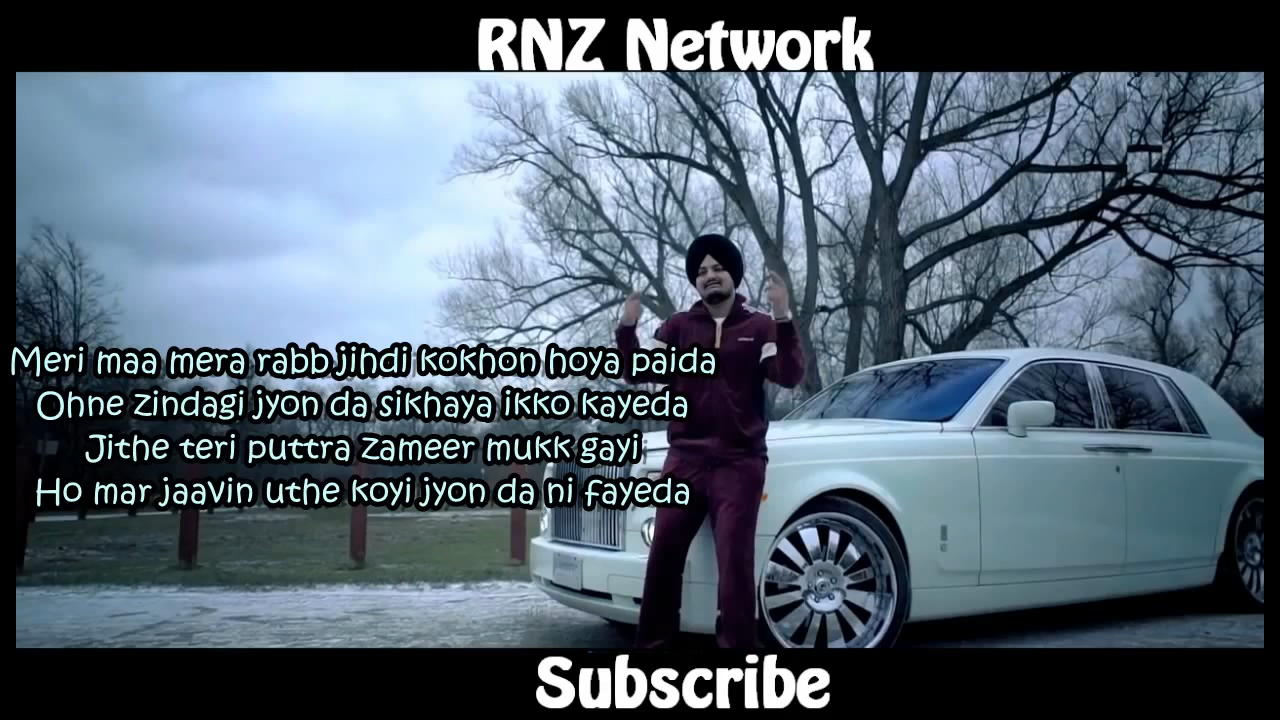 RNZ Network
Meri maa mera rabb jihdi kokhon hoya paida
Ohne zindagi jyon da sikhaya ikko kayeda
Jithe teri puttra zameer mukk gayi
Ho mar jaavin uthe koyi jyon da ni fayeda
Subscribe